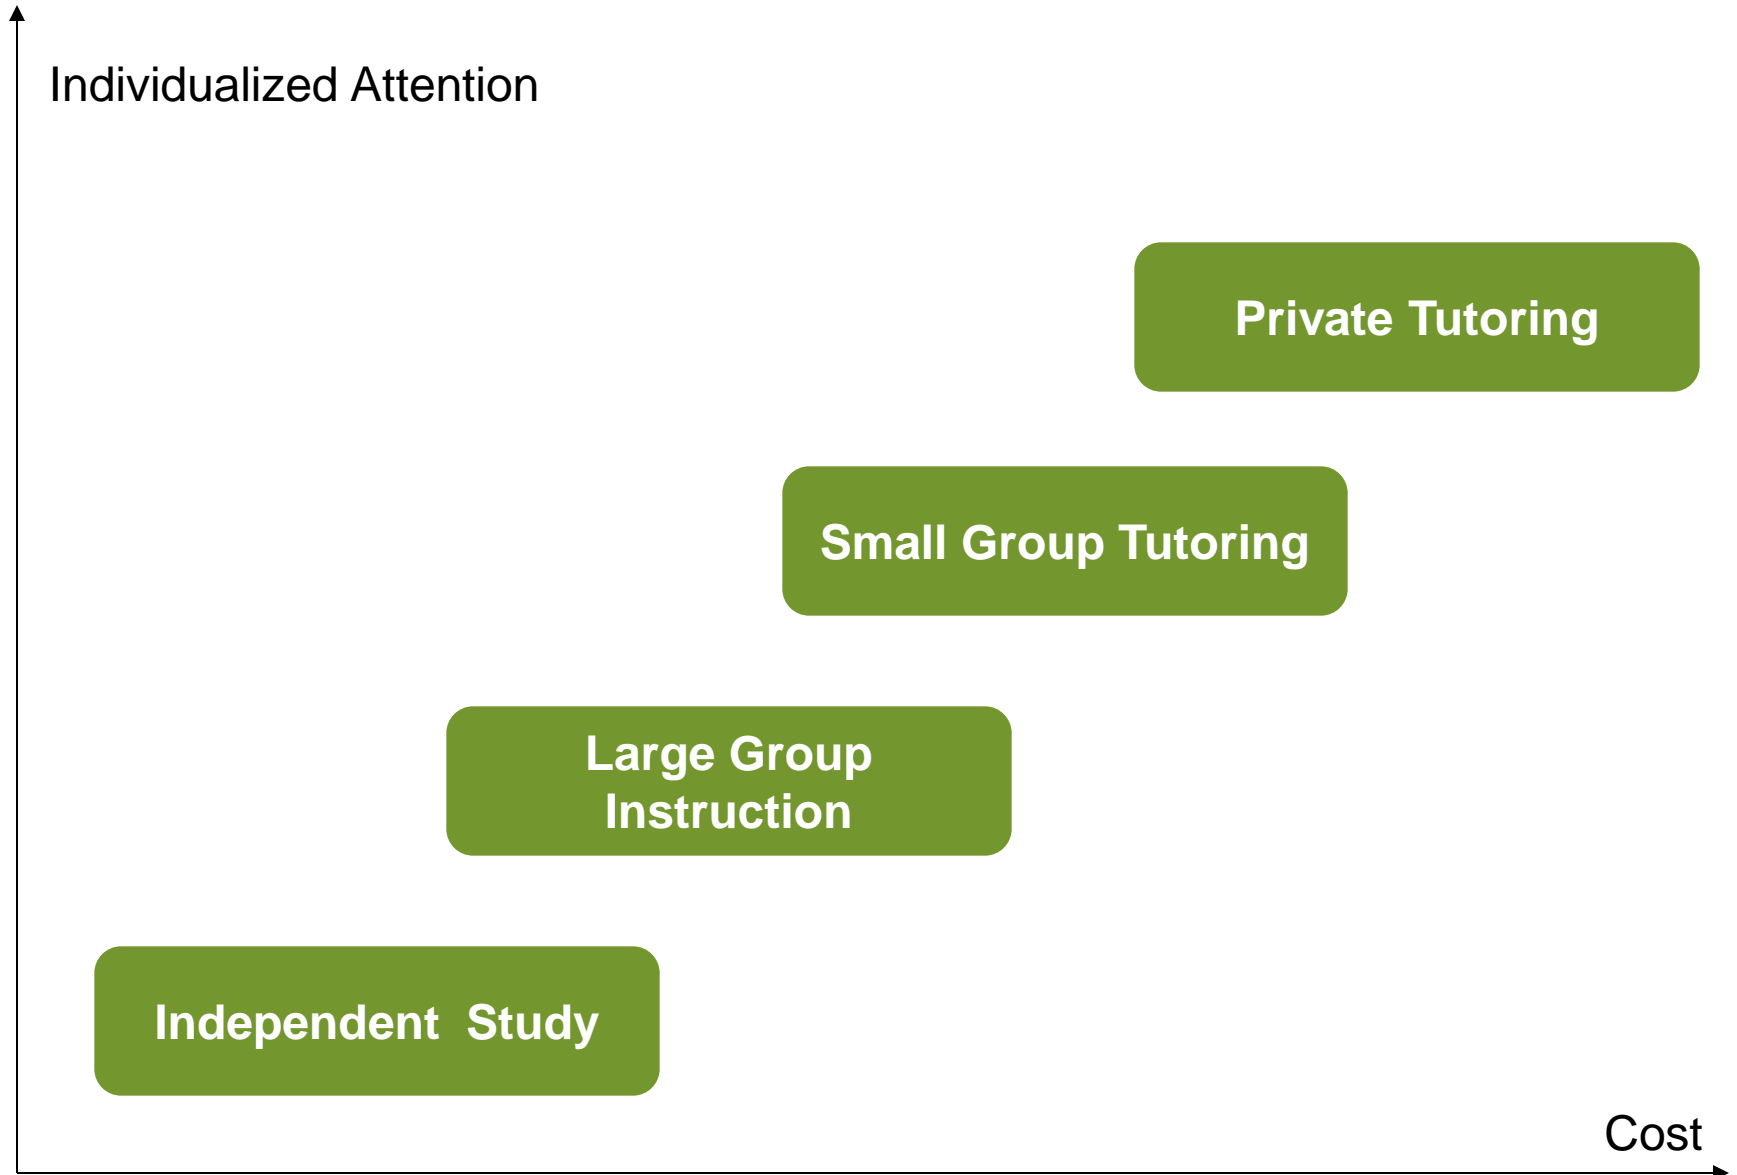 Individualized Attention
Private Tutoring
Small Group Tutoring
Large Group
Instruction
Independent  Study
Cost